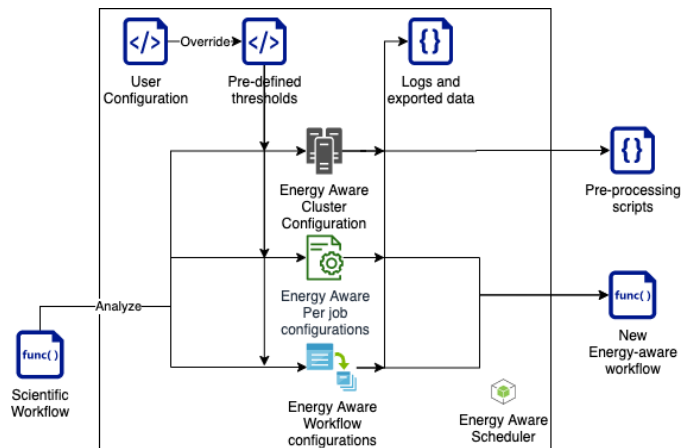 </>
Override
</>
{}
User
Configuration
Pre-defined
thresholds
Logs and
exported data
Energy Aware
Cluster
Configuration
{}
Pre-processing
scripts
Energy Aware
Per job
configurations
Analyze
func( )
Scientific
Workflow
func( )
New
Energy-aware
workflow
Energy Aware
Workflow
configurations
Energy Aware
Scheduler